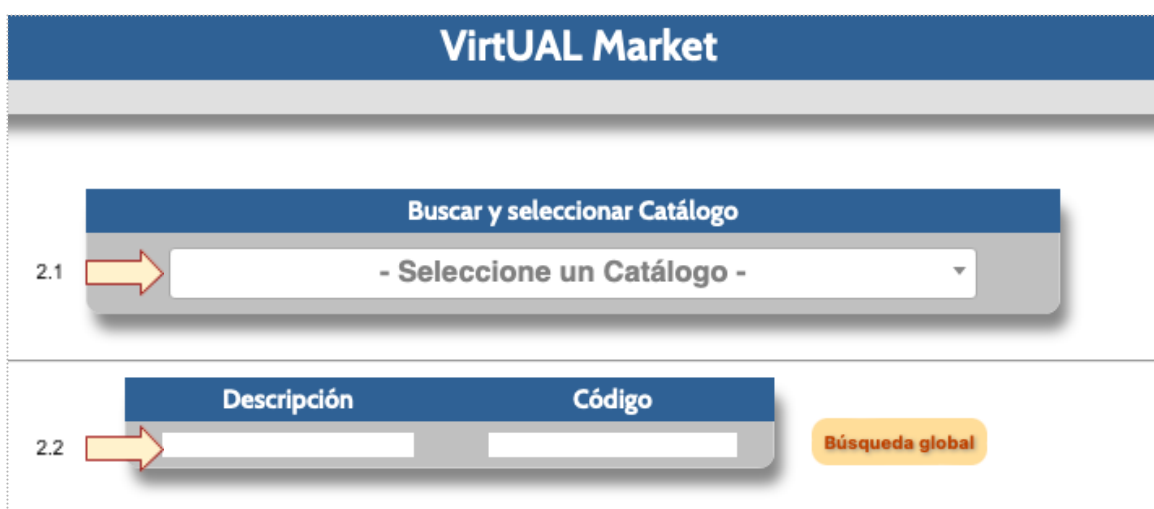 VirtUAL Market
Buscar y seleccionar Catálogo
2.1 - Seleccione un Catálogo -
Descripción Código
2.2 Búsqueda global